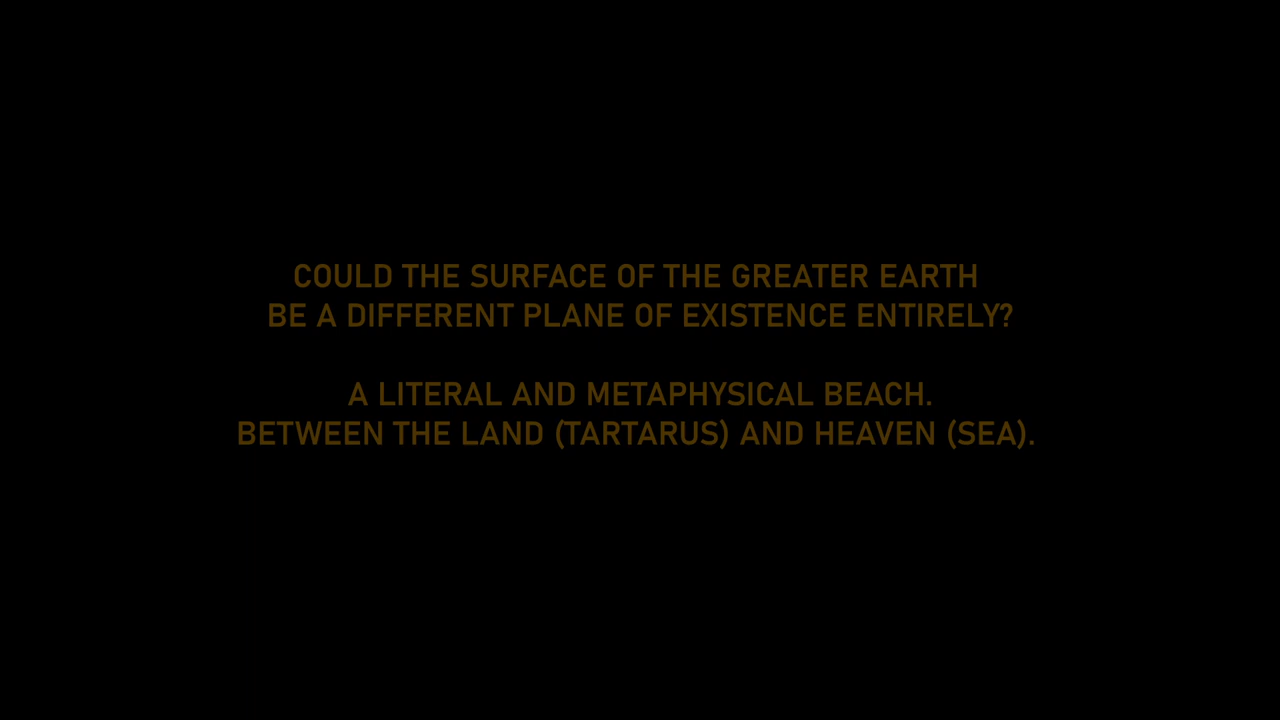 COULD THE SURFACE OF THE GREATER EARTH
BE A DIFFERENT PLANE OF EXISTENCE ENTIRELY?
A LITERAL AND METAPHYSICAL BEACH.
BETWEEN THE LAND (TARTARUS) AND HEAVEN (SEA).